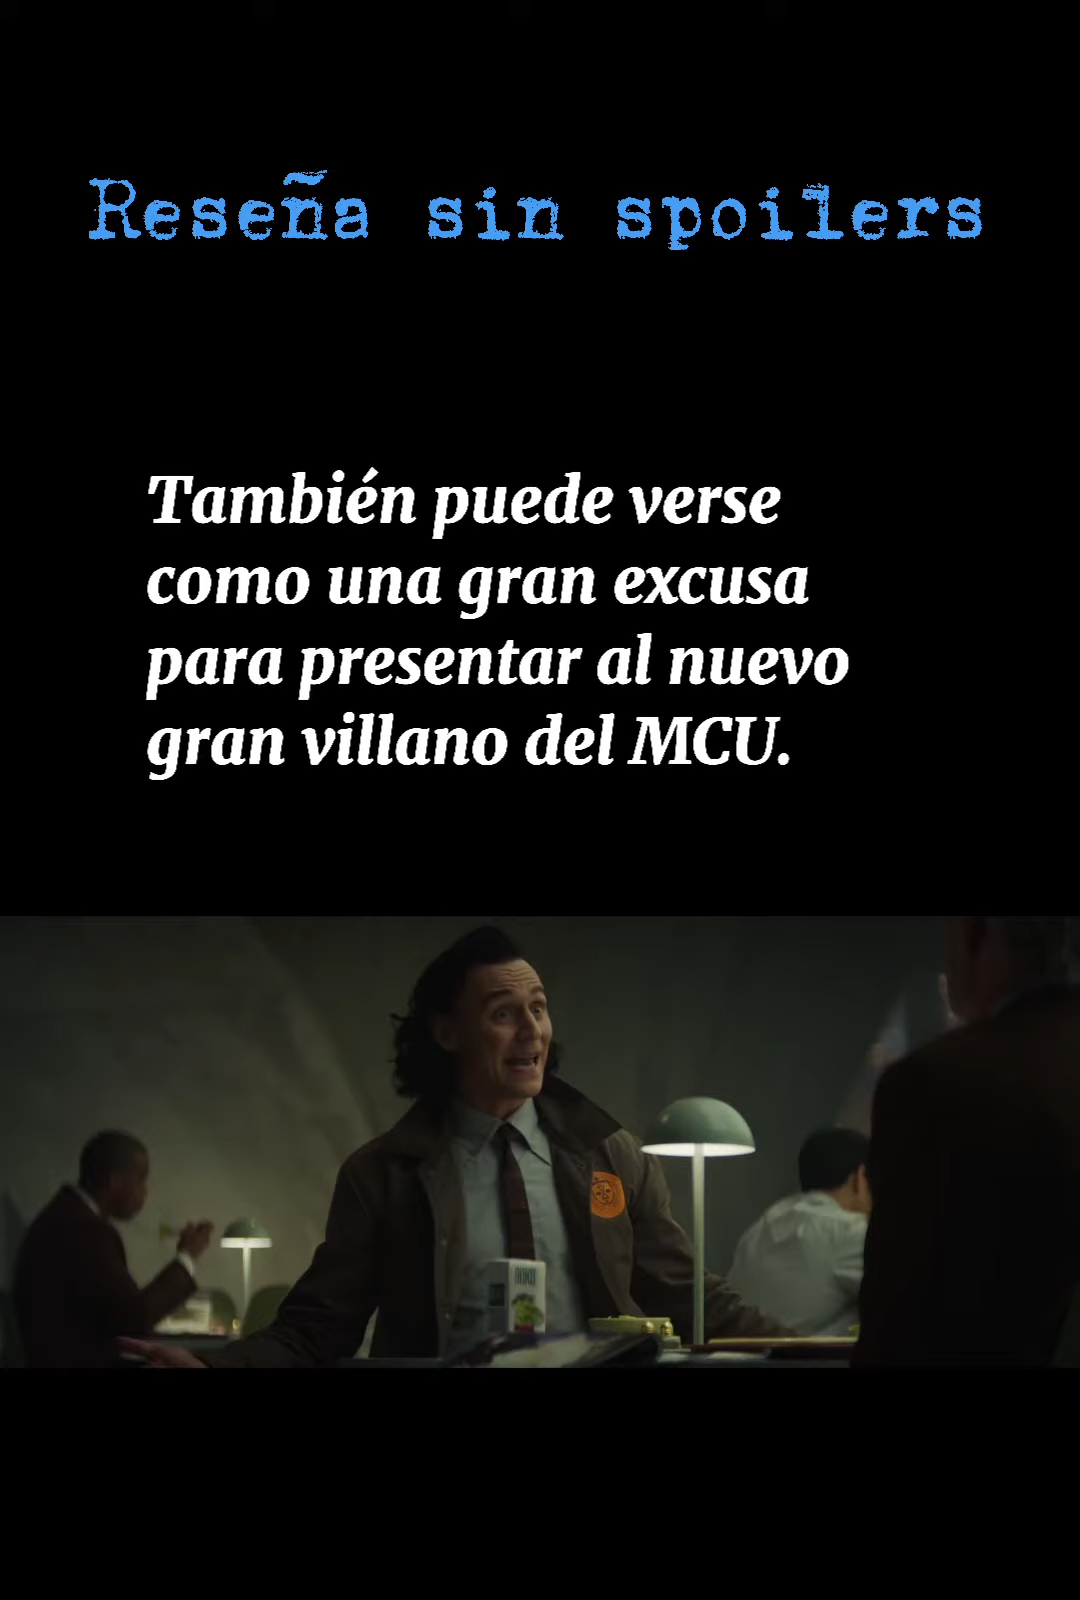 Reseña sin spoilers
También puede verse
como una gran excusa
para presentar al nuevo
gran villano del MCU.